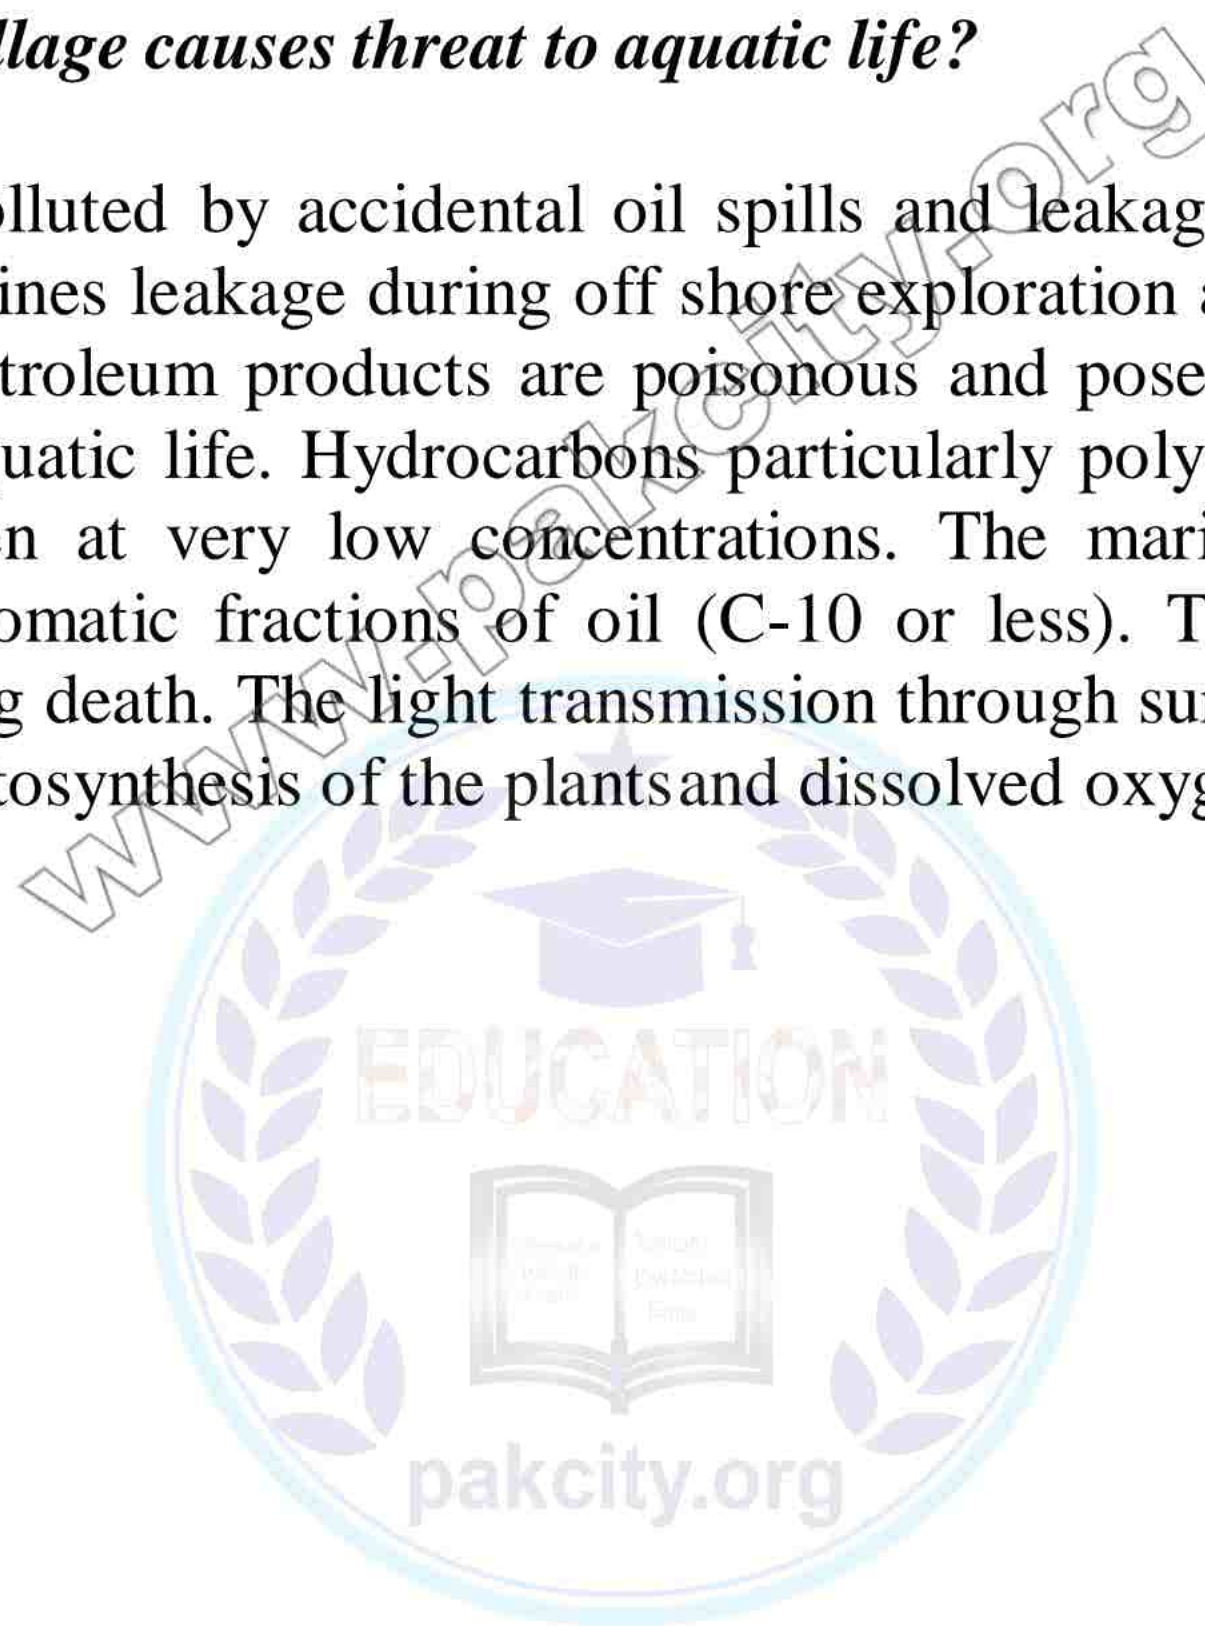 llage causes threat to aquatic life?
olluted by accidental oil spills and leakag
ines leakage during off shore exploration a
troleum products are poisonous and pose
uatic life. Hydrocarbons particularly poly
n at very low concentrations. The mari
omatic fractions of oil (C-10 or less). T
g death. The light transmission through sur
tosynthesis of the plantsand dissolved oxyg
www.pakcity.org
EDUCATION
pakcity.org